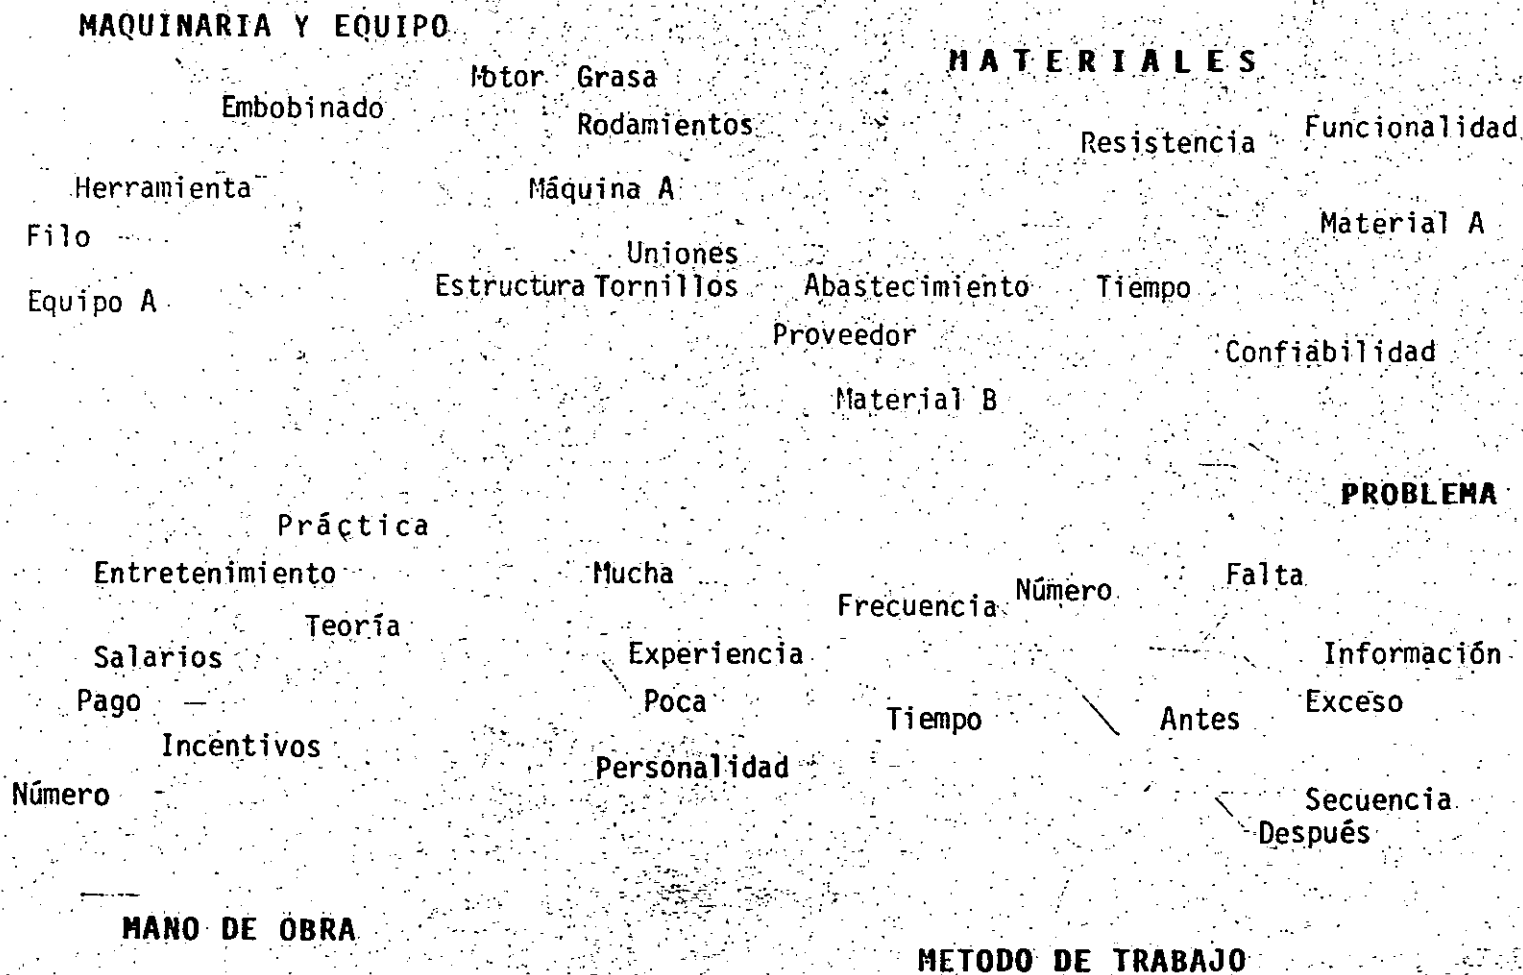 MAQUINARIA Y EQUIPO
MATERIALES
Motor Grasa
Embobinado
Rodamientos
Resistencia
Funcionalidad
Herramienta
Máquina A
Material A
Filo
Uniones
Equipo A
Estructura Tornillos
Abastecimiento
Tiempo
Proveedor
Confiabilidad
Material B
PROBLEMA
Práctica
Entretenimiento
Mucha
Falta
Número
Frecuencia
Teoría
Salarios
Experiencia
Información
Pago
Poca
Exceso
Tiempo
Antes
Incentivos
Personalidad
Número
Secuencia
Después
MANO DE OBRA
METODO DE TRABAJO